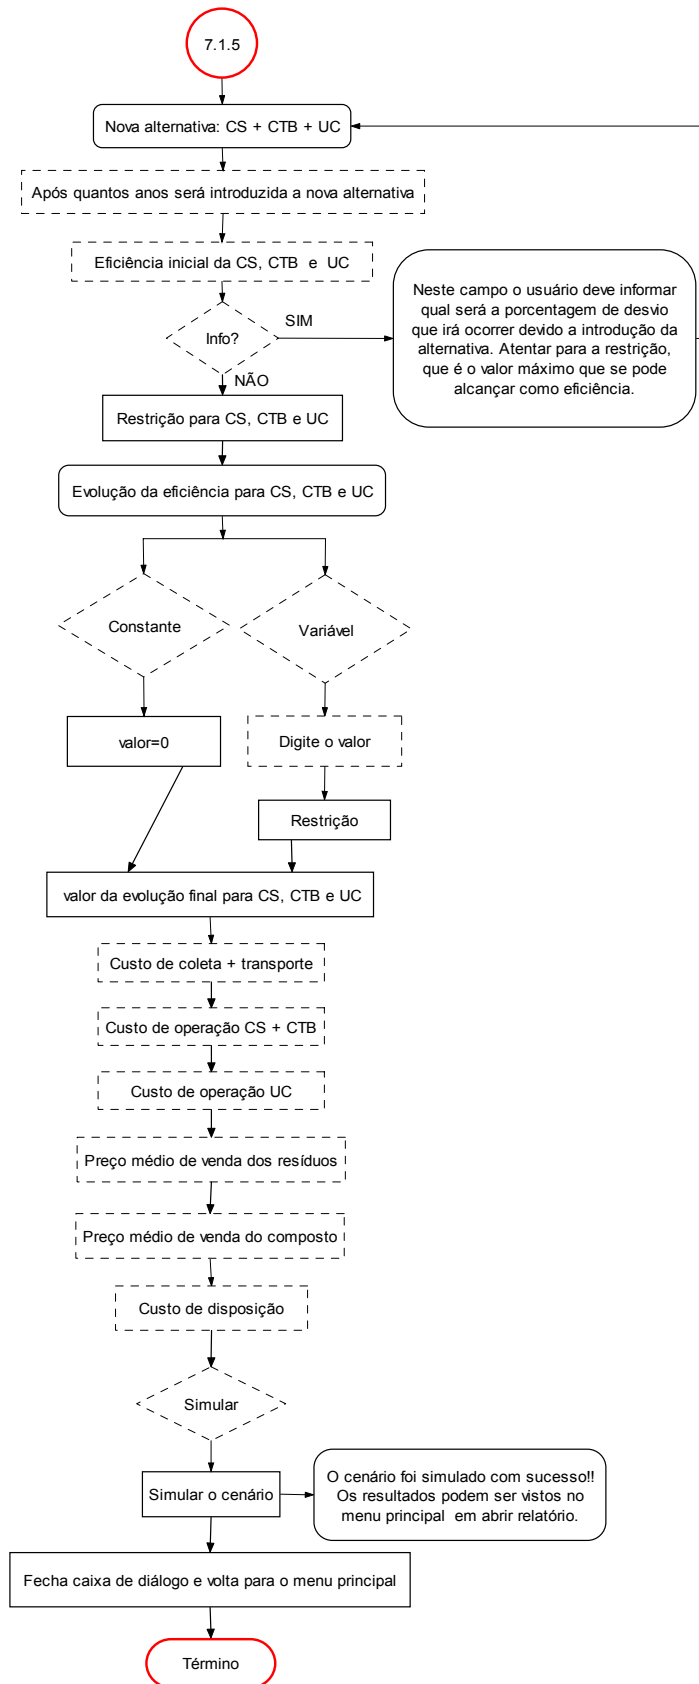 7.1.5
Nova alternativa: CS + CTB + UC
Após quantos anos será introduzida a nova alternativa
Eficiência inicial da CS, CTB e UC
Info?
SIM
Neste campo o usuário deve informar
qual será a porcentagem de desvio
que irá ocorrer devido a introdução da
alternativa. Atentar para a restrição,
que é o valor máximo que se pode
alcançar como eficiência.
NÃO
Restrição para CS, CTB e UC
Evolução da eficiência para CS, CTB e UC
Constante
Variável
valor=0
Digite o valor
Restrição
valor da evolução final para CS, CTB e UC
Custo de coleta + transporte
Custo de operação CS + CTB
Custo de operação UC
Preço médio de venda dos resíduos
Preço médio de venda do composto
Custo de disposição
Simular
Simular o cenário
O cenário foi simulado com sucesso!!
Os resultados podem ser vistos no
menu principal em abrir relatório.
Fecha caixa de diálogo e volta para o menu principal
Término